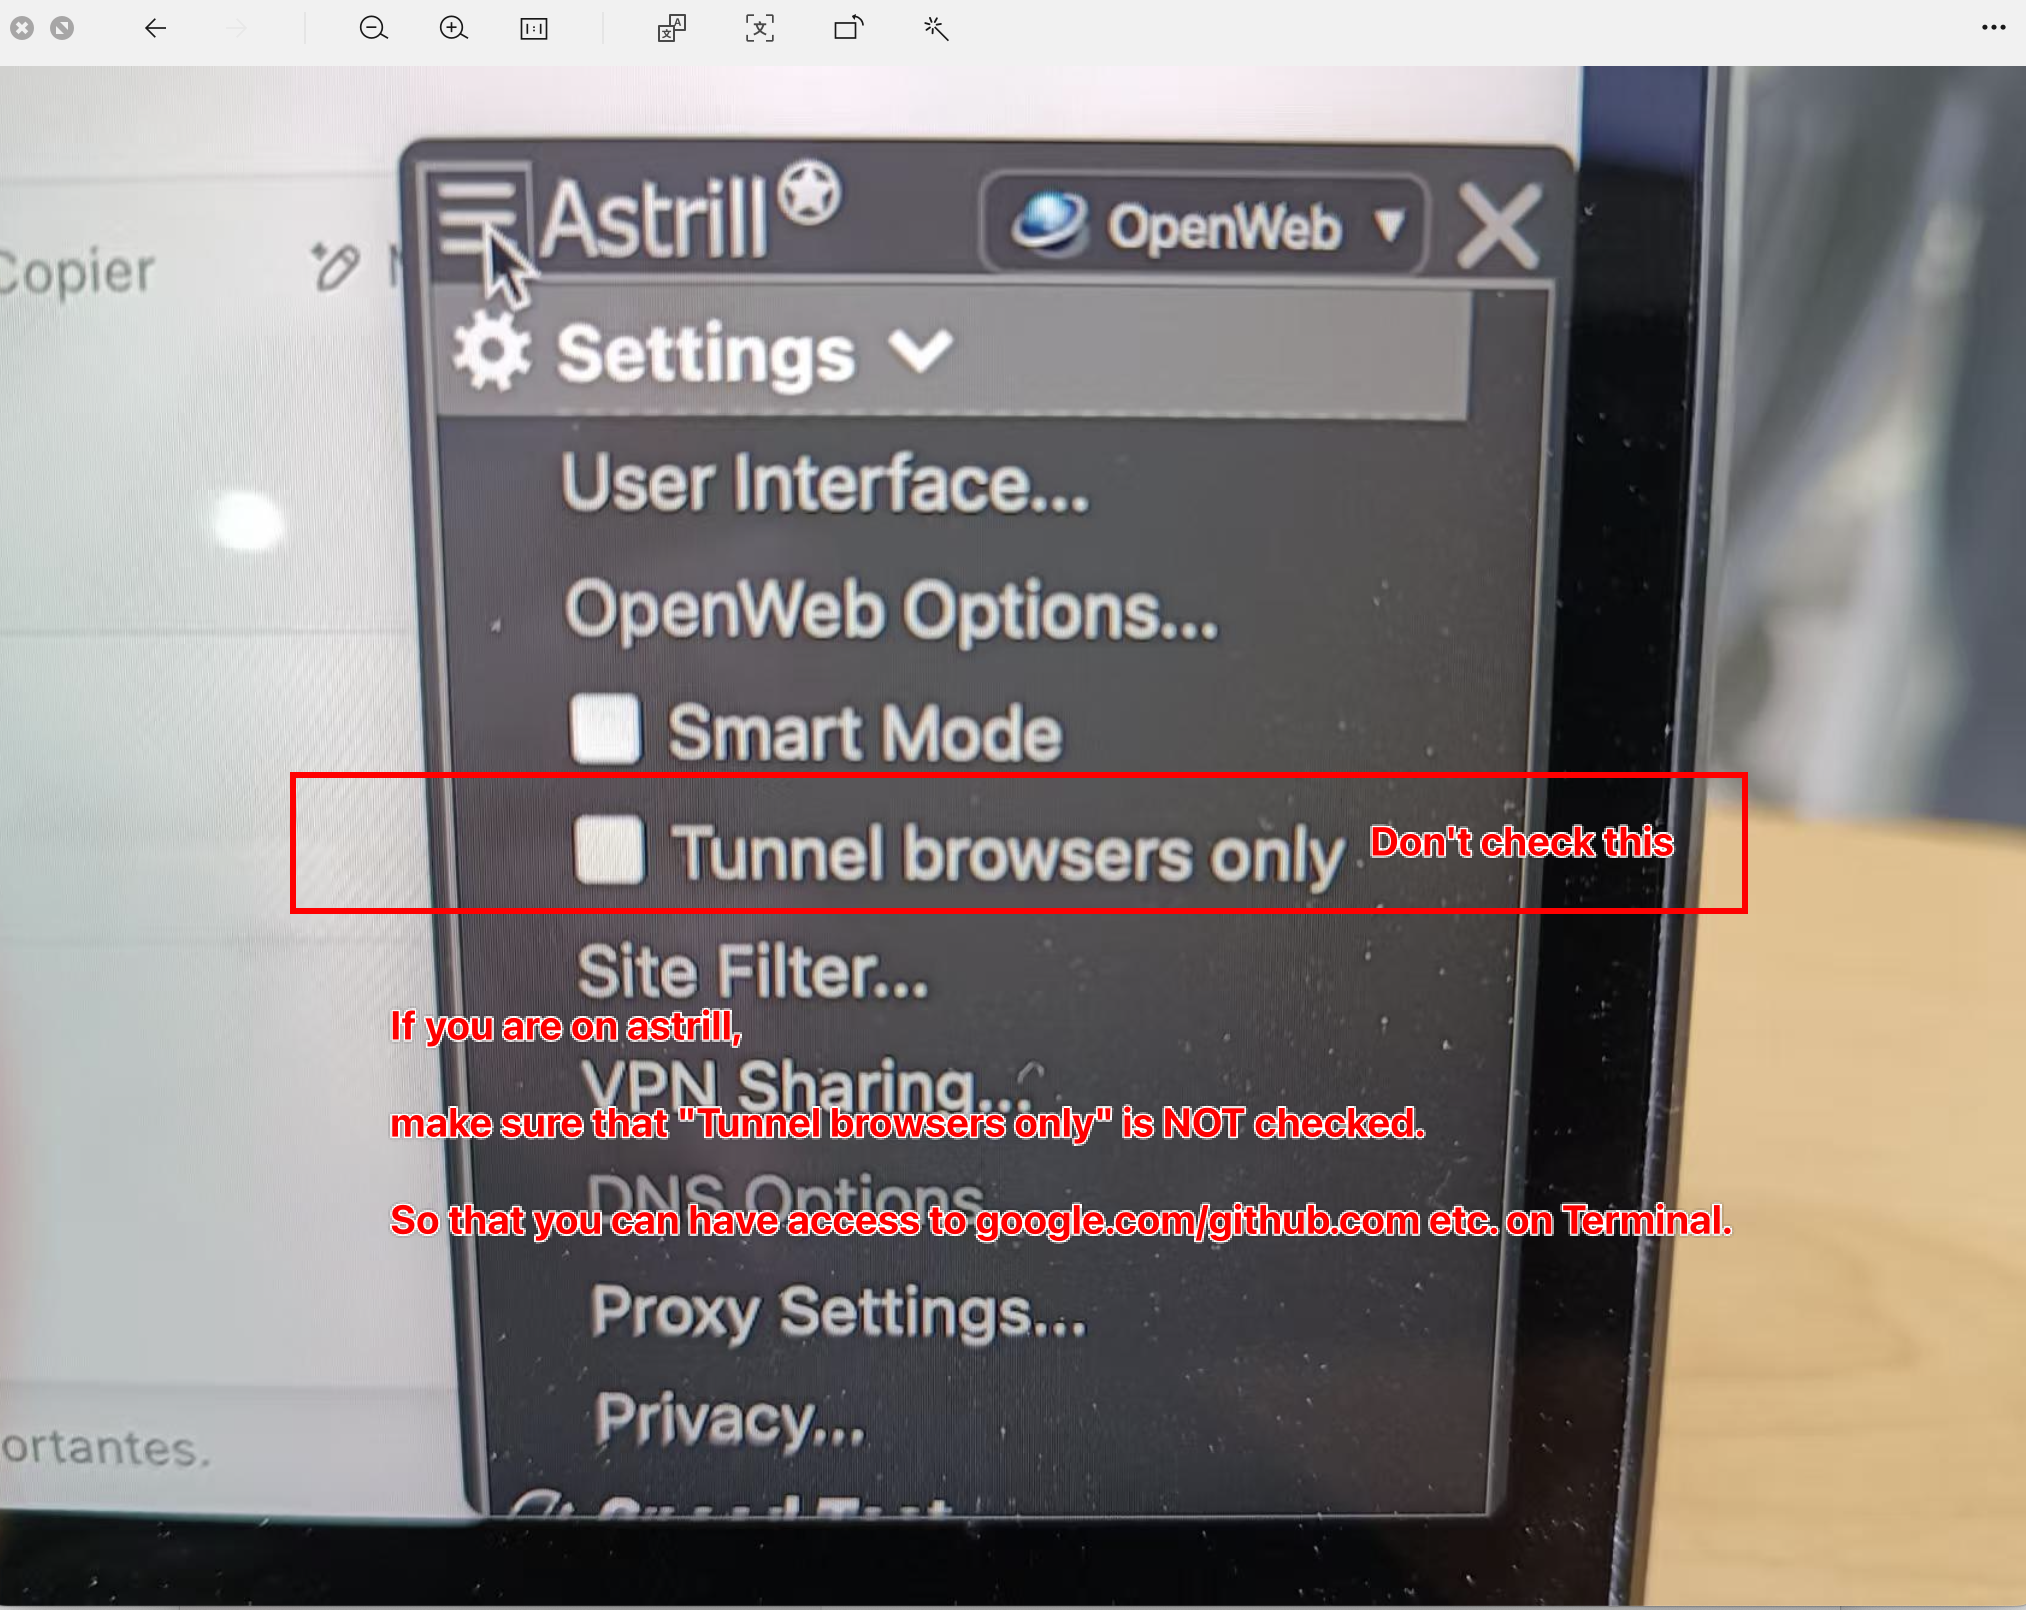 Copier
Astrill
OpenWeb
Settings
User Interface...
OpenWeb Options...
Smart Mode
Tunnel browsers only
Don't check this
Site Filter...
If you are on astrill,
VPN Sharing...
make sure that "Tunnel browsers only" is NOT checked.
DNS Options
So that you can have access to google.com/github.com etc. on Terminal.
Proxy Settings...
Privacy...
ortantes.
Speed Test